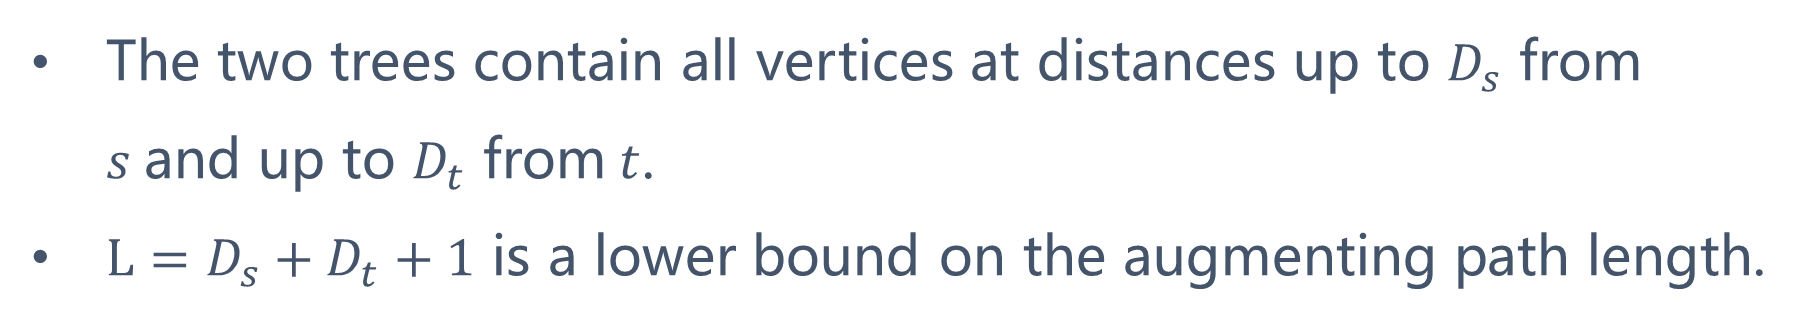 • The two trees contain all vertices at distances up to $D_s$ from
$s$ and up to $D_t$ from $t$.
• L = $D_s + D_t + 1$ is a lower bound on the augmenting path length.